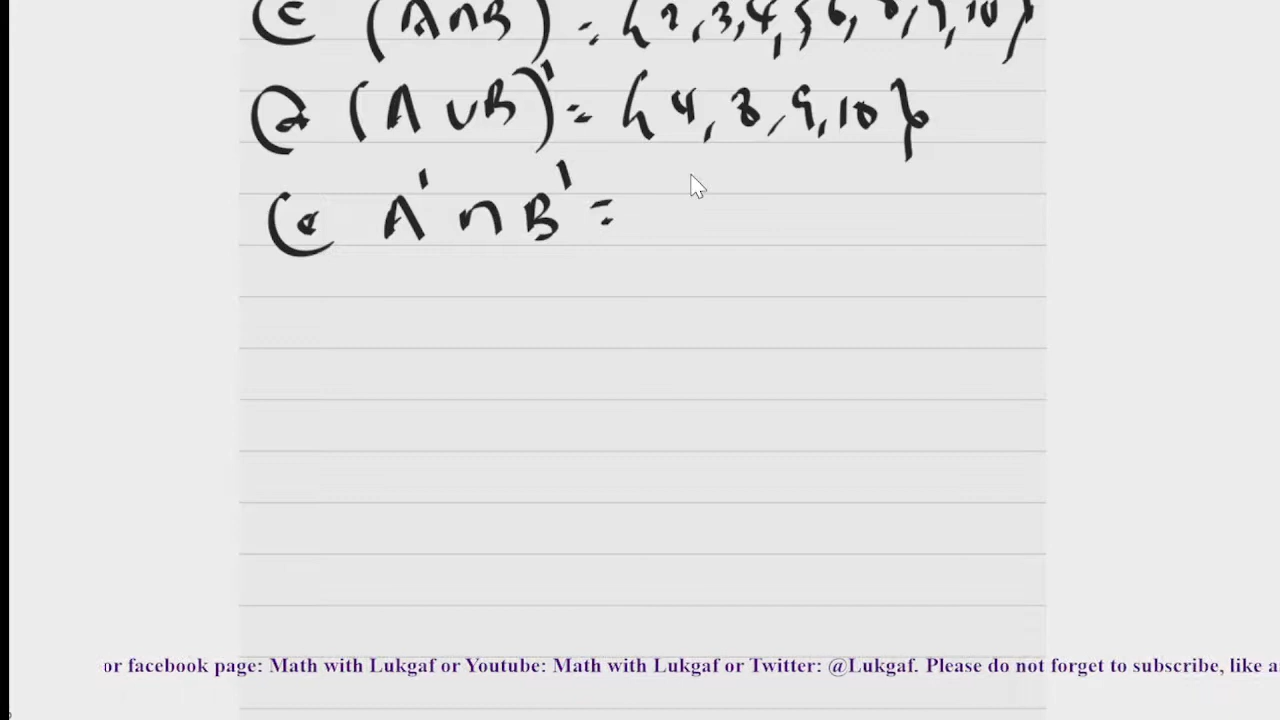 (c (A∩B) = {2,3,4,5,6,8,9,10}
(d (A∪B)' = {4,8,9,10}
(e A' ∩ B' =
or facebook page: Math with Lukgaf or Youtube: Math with Lukgaf or Twitter: @Lukgaf. Please do not forget to subscribe, like a